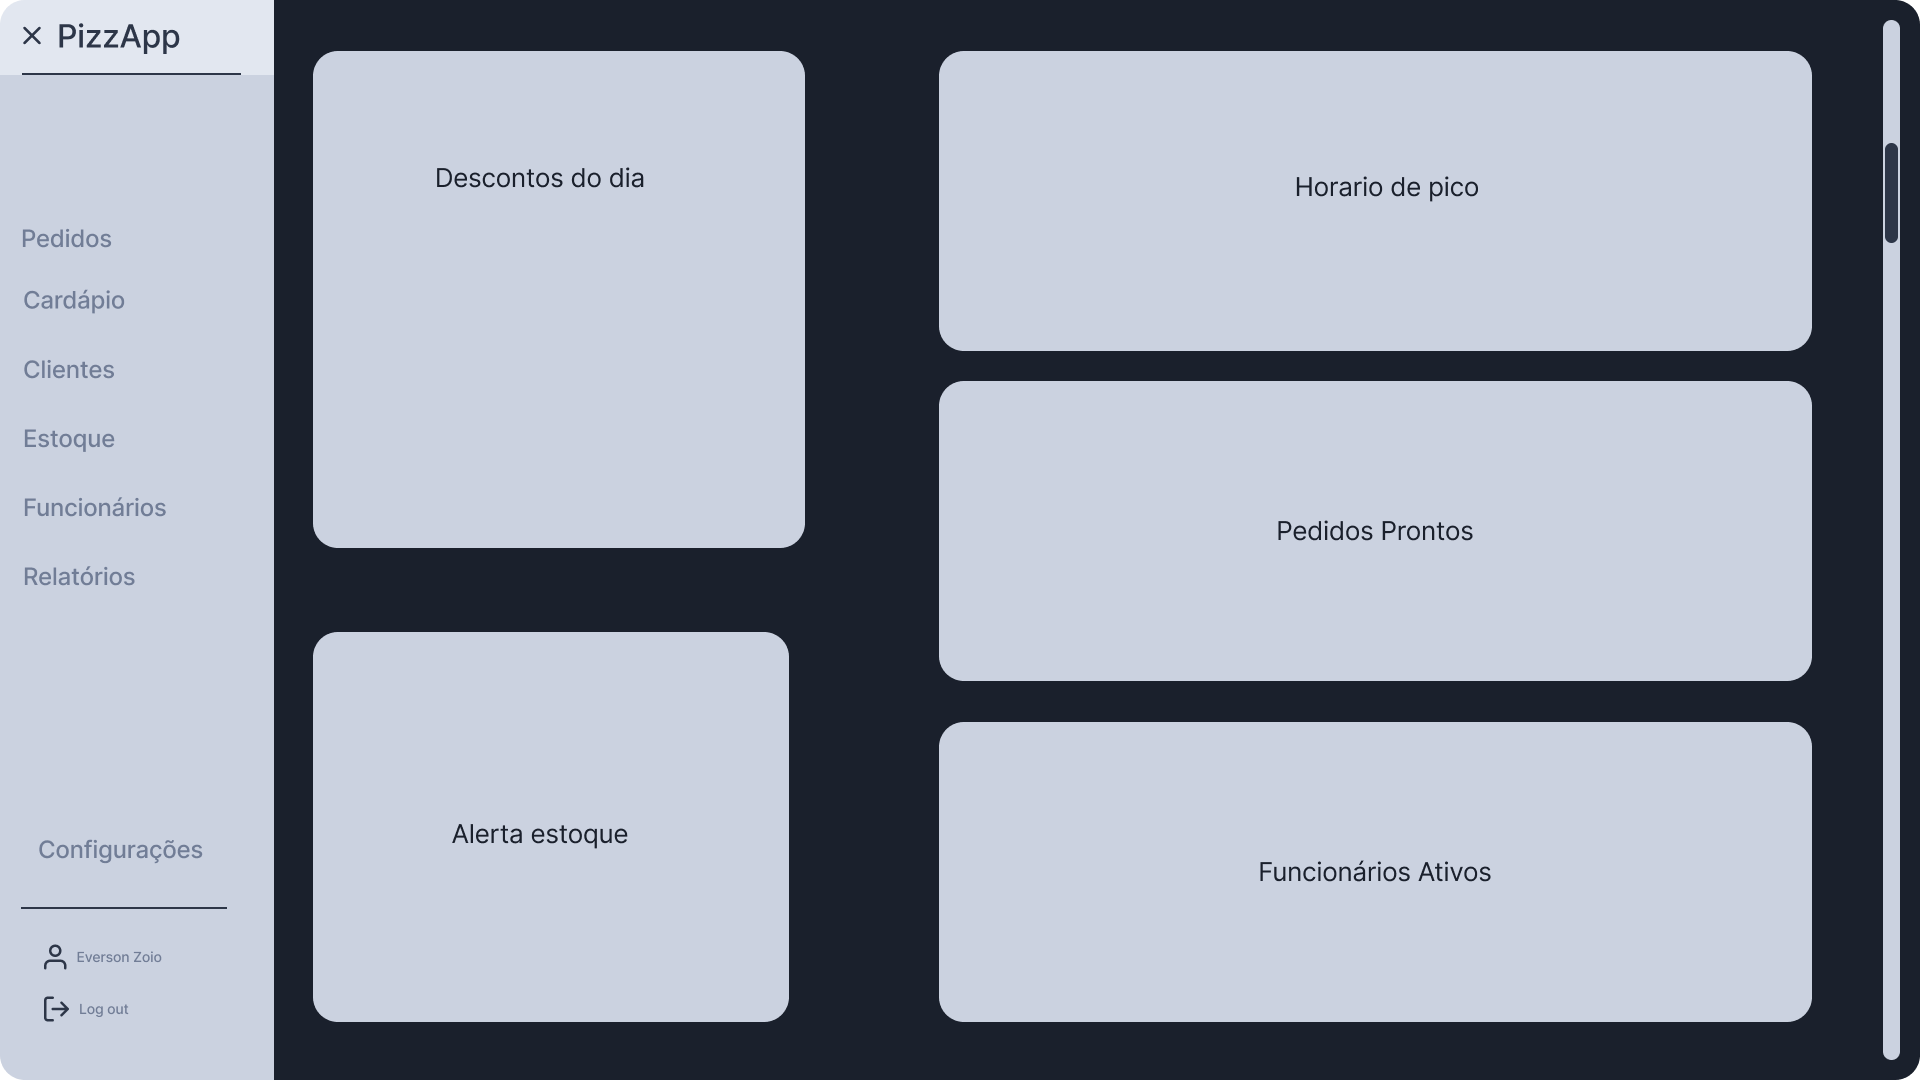 PizzApp
Pedidos
Cardápio
Clientes
Estoque
Funcionários
Relatórios
Configurações
Everson Zoio
Log out
Descontos do dia
Alerta estoque
Horario de pico
Pedidos Prontos
Funcionários Ativos